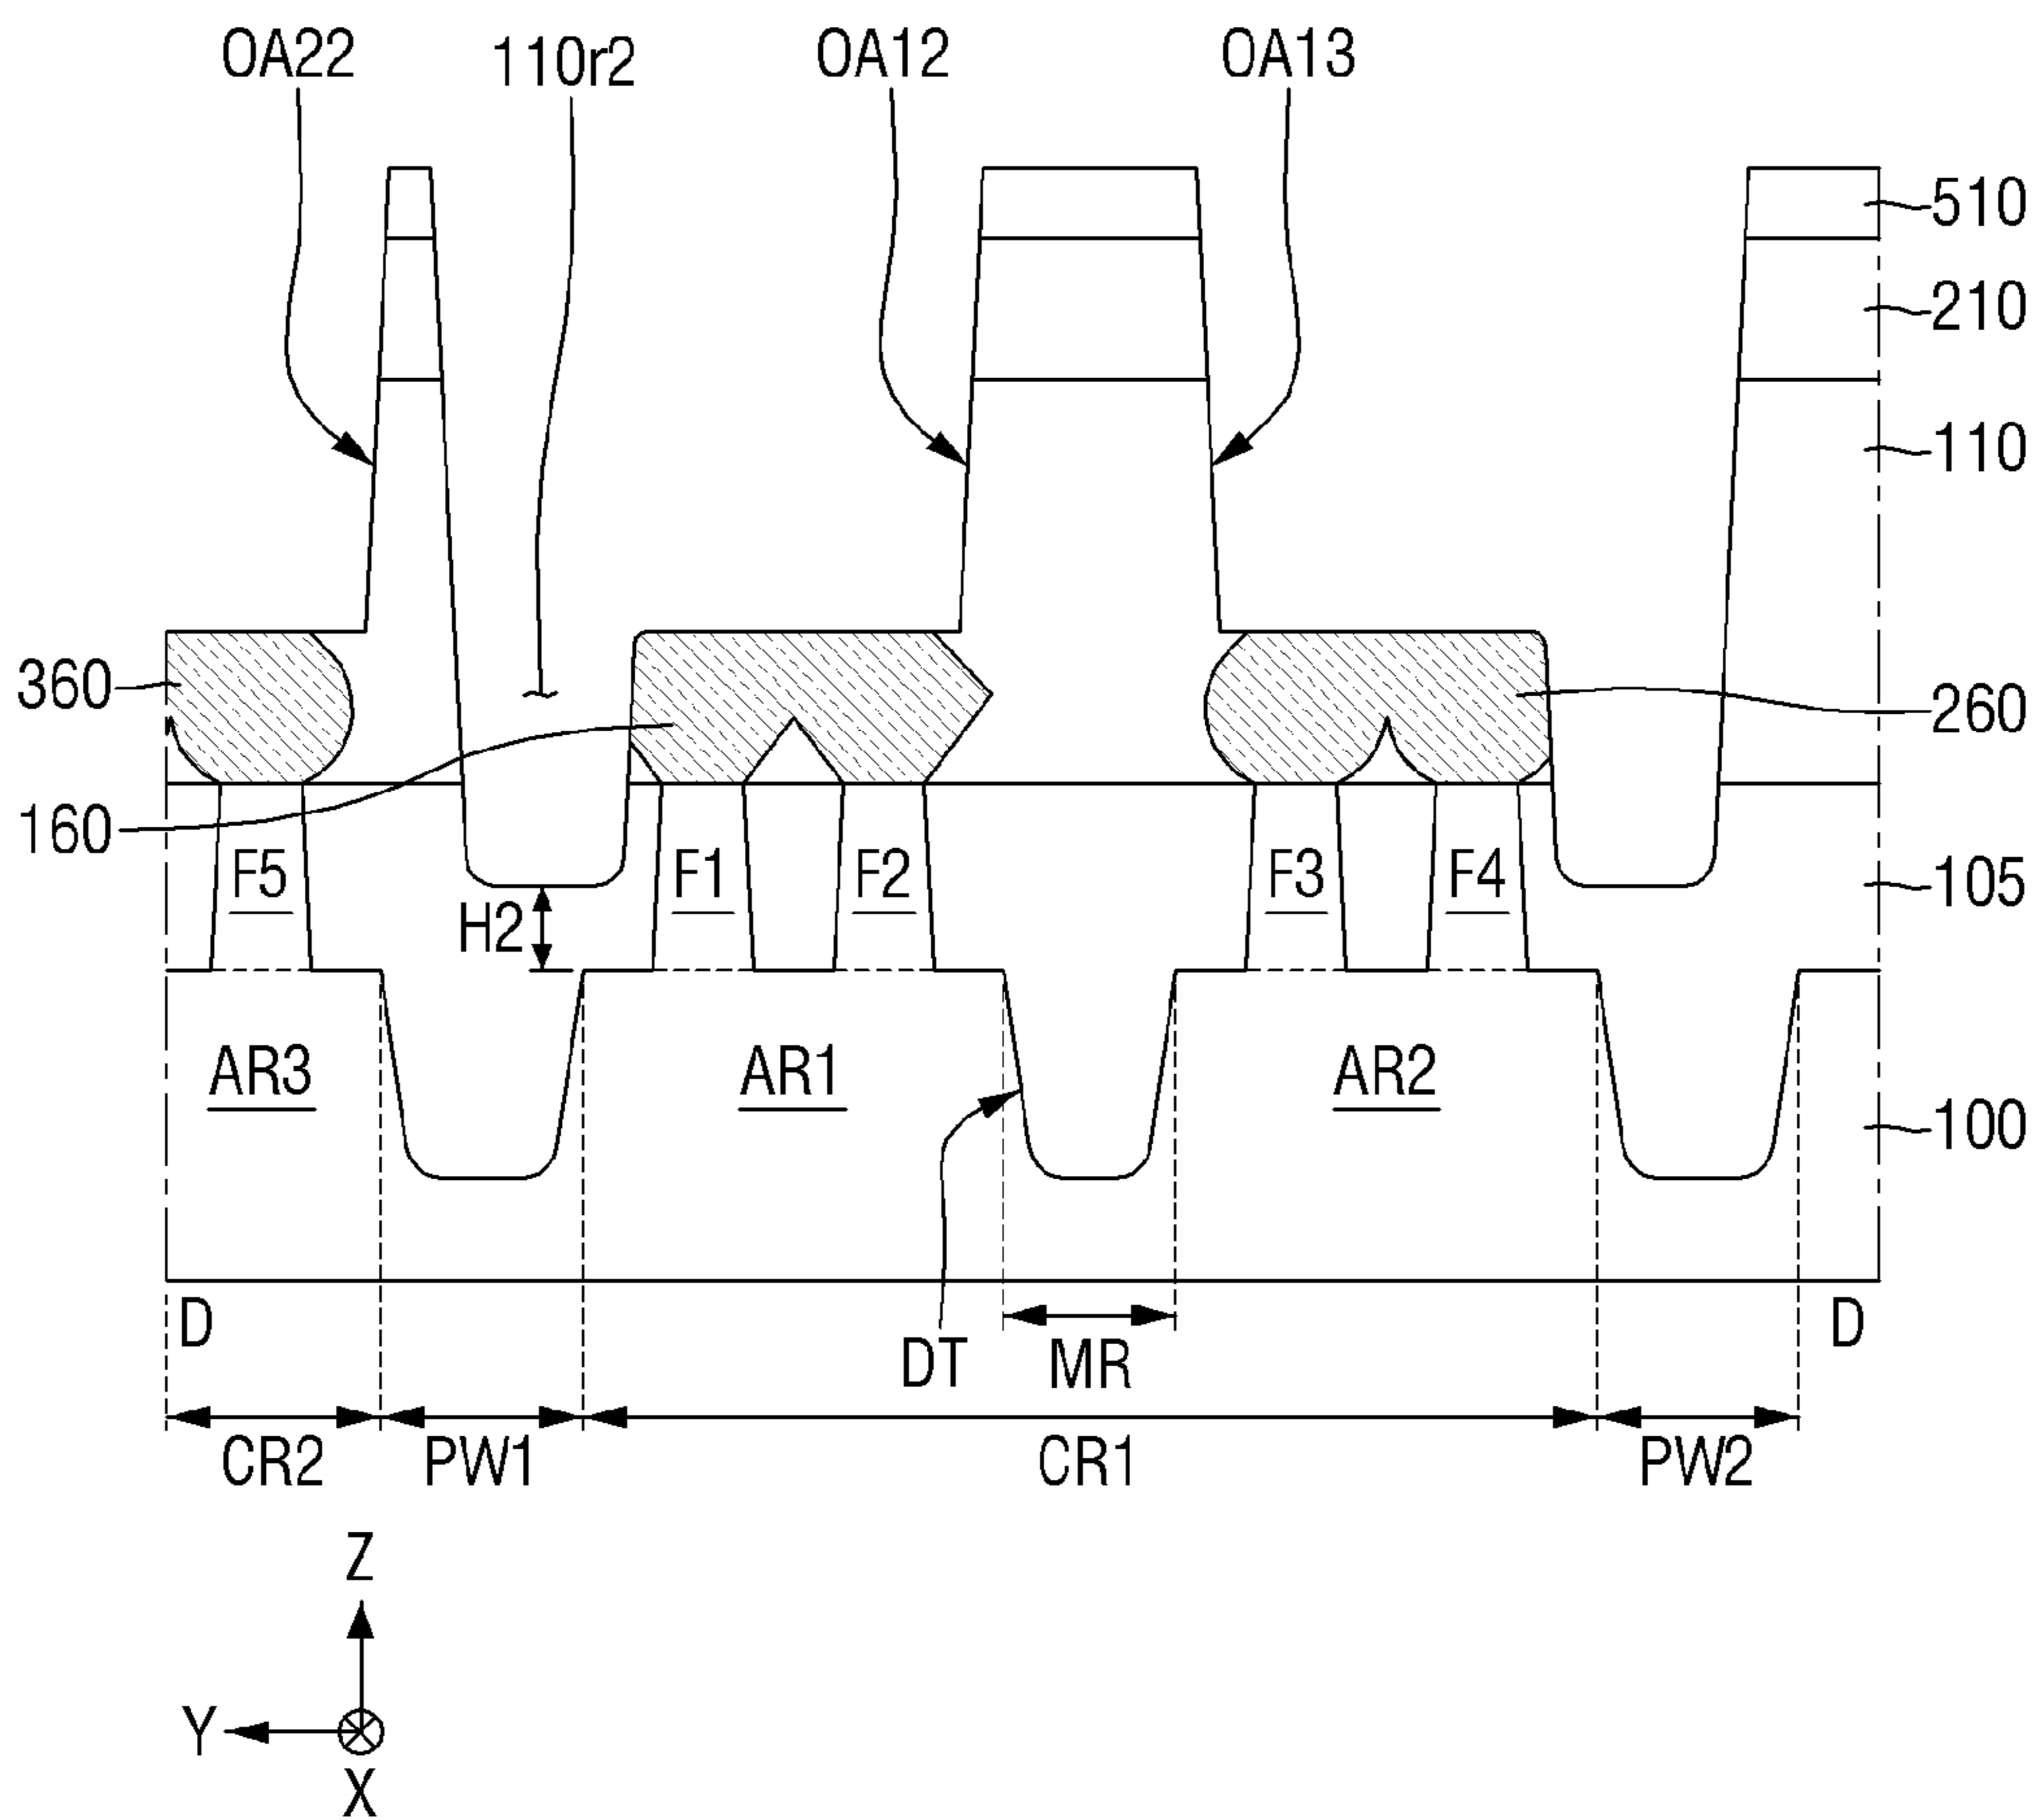 OA22 110r2 OA12 OA13
510
210
110
360
260
160
F5 F1 F2 F3 F4
105
H2
AR3 AR1 AR2
100
D D
DT MR
CR2 PW1 CR1 PW2
Z
Y
X